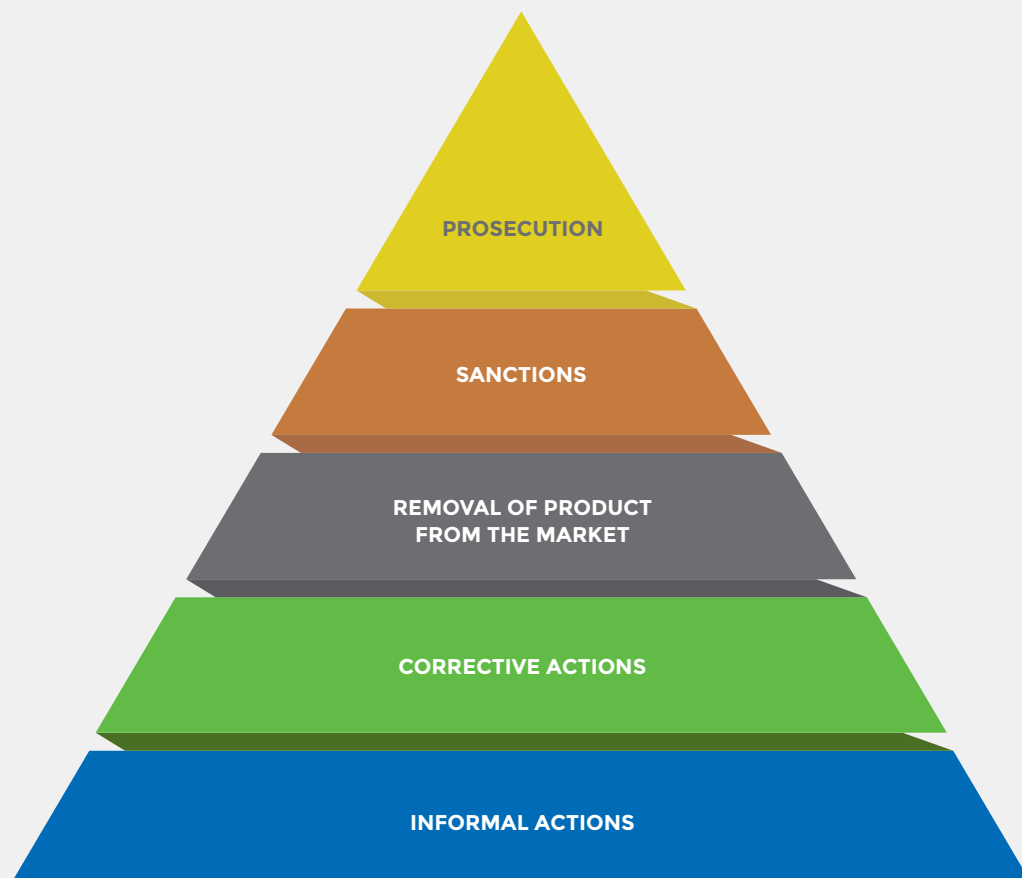 PROSECUTION
SANCTIONS
REMOVAL OF PRODUCT
FROM THE MARKET
CORRECTIVE ACTIONS
INFORMAL ACTIONS